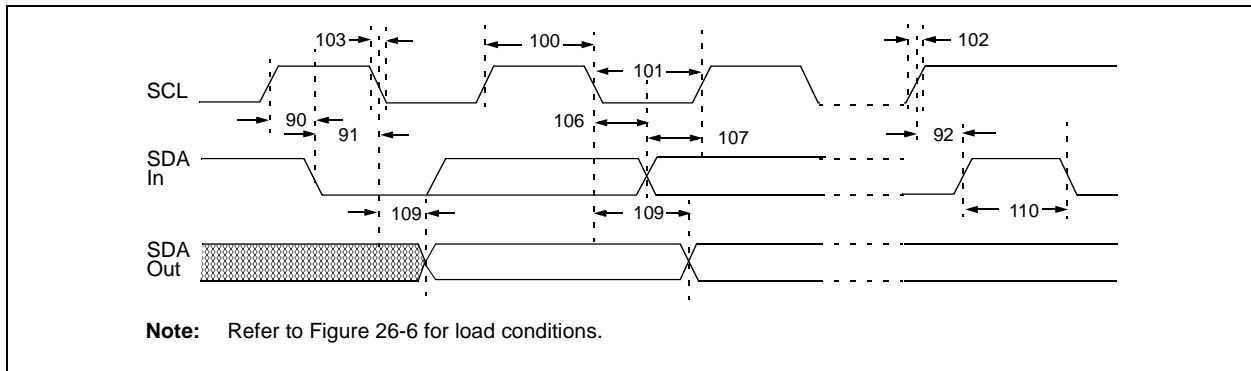 103
100
102
101
SCL
90
91
106
107
92
SDA
In
109
109
110
SDA
Out
Note: Refer to Figure 26-6 for load conditions.